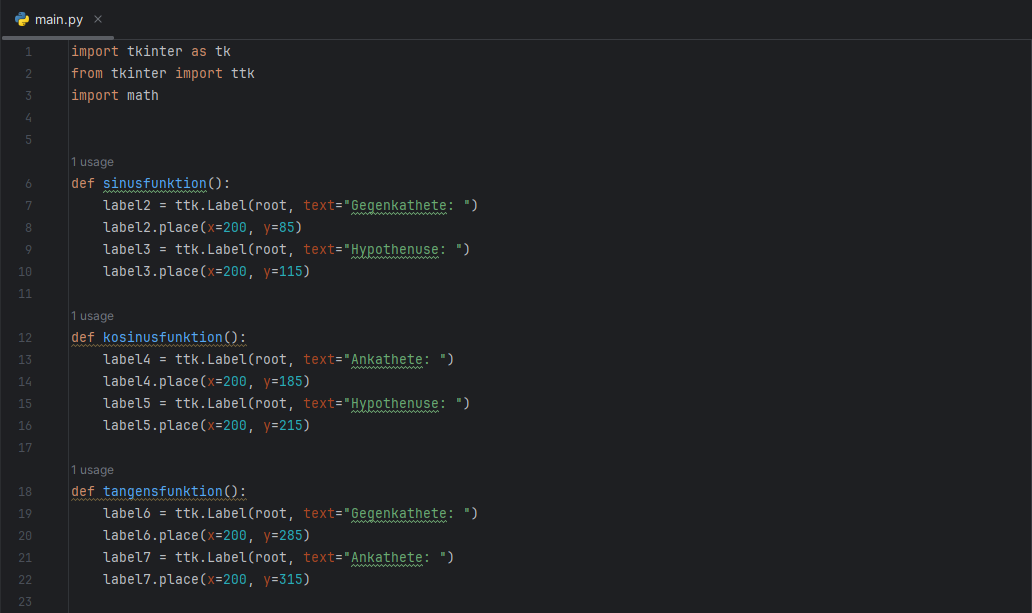 main.py ×
1 import tkinter as tk
2 from tkinter import ttk
3 import math
4
5
1 usage
6 def sinusfunktion():
7     label2 = ttk.Label(root, text="Gegenkathete: ")
8     label2.place(x=200, y=85)
9     label3 = ttk.Label(root, text="Hypothenuse: ")
10     label3.place(x=200, y=115)
11
1 usage
12 def kosinusfunktion():
13     label4 = ttk.Label(root, text="Ankathete: ")
14     label4.place(x=200, y=185)
15     label5 = ttk.Label(root, text="Hypothenuse: ")
16     label5.place(x=200, y=215)
17
1 usage
18 def tangensfunktion():
19     label6 = ttk.Label(root, text="Gegenkathete: ")
20     label6.place(x=200, y=285)
21     label7 = ttk.Label(root, text="Ankathete: ")
22     label7.place(x=200, y=315)
23